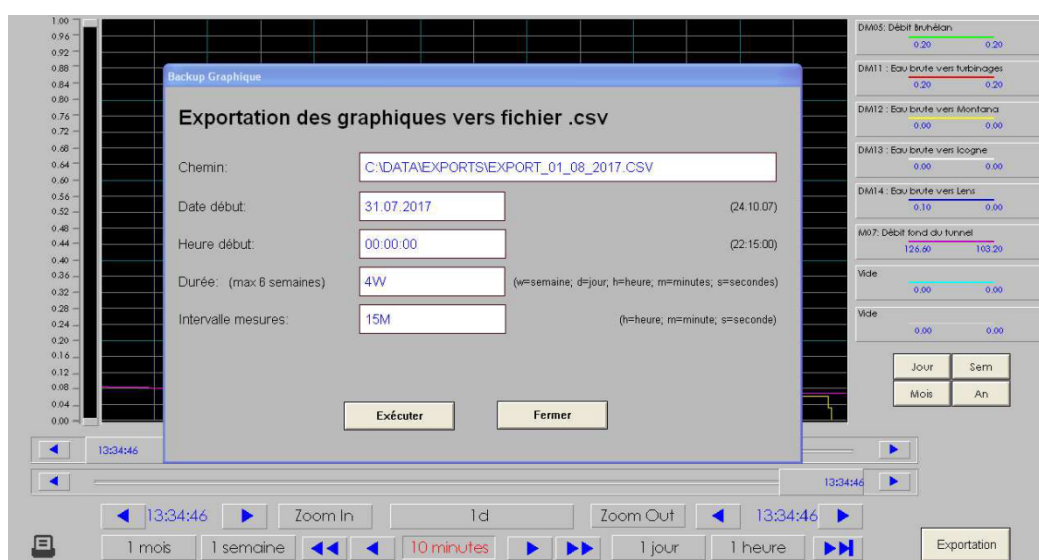 1.00
0.96
0.92
0.88
0.84
0.80
0.76
0.72
0.68
0.64
0.60
0.56
0.52
0.48
0.44
0.40
0.36
0.32
0.28
0.24
0.20
0.16
0.12
0.08
0.04
0.00
Backup Graphique
Exportation des graphiques vers fichier .csv
Chemin: C:\DATA\EXPORTS\EXPORT_01_08_2017.CSV
Date début: 31.07.2017 (24.10.07)
Heure début: 00:00:00 (22:15:00)
Durée: (max 6 semaines) 4W (w=semaine; d=jour; h=heure; m=minutes; s=secondes)
Intervalle mesures: 15M (h=heure; m=minute; s=seconde)
Exécuter Fermer
DM05: Débit Bruhélan
0.20 0.20
DM11 : Eau brute vers turbinages
0.20 0.20
DM12 : Eau brute vers Montana
0.00 0.00
DM13 : Eau brute vers Icogne
0.00 0.00
DM14 : Eau brute vers Lens
0.10 0.00
M07: Débit fond du tunnel
126.60 103.20
Vide
0.00 0.00
Vide
0.00 0.00
Jour Sem
Mois An
13:34:46
13:34:46
13:34:46 Zoom In 1d Zoom Out 13:34:46
1 mois 1 semaine 10 minutes 1 jour 1 heure
Exportation